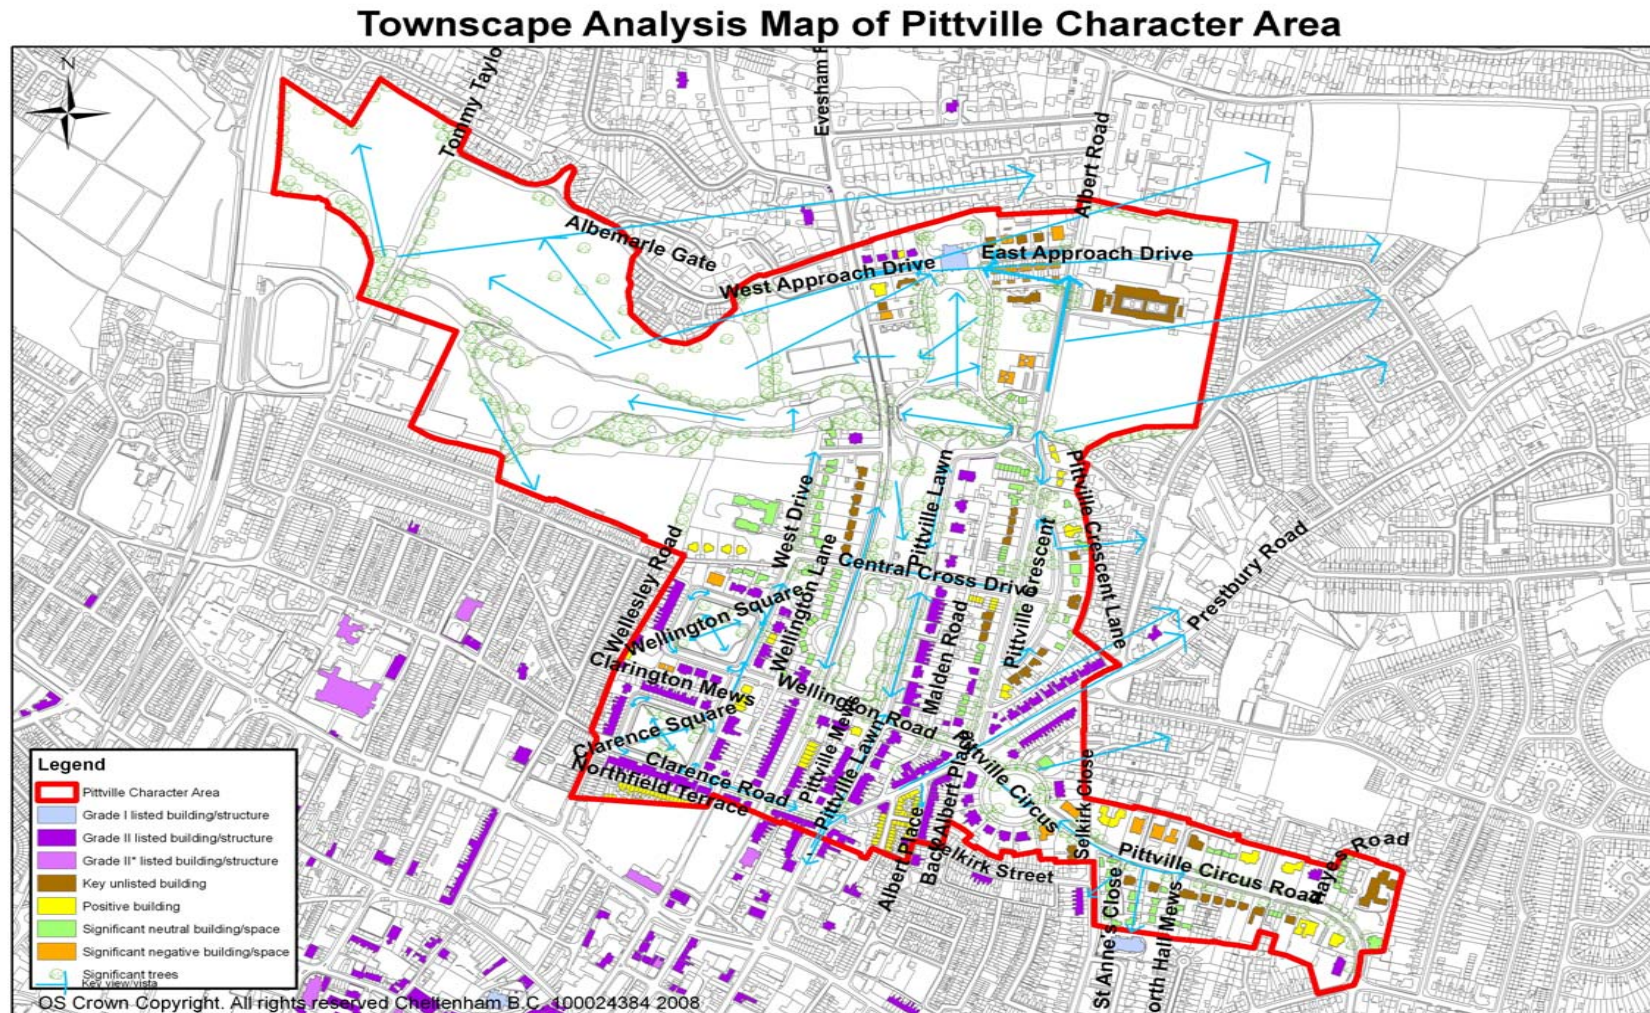 Townscape Analysis Map of Pittville Character Area
N
Tommy Taylo
Evesham
Albert Road
Albemarle Gate
West Approach Drive
East Approach Drive
West Drive
Wellington Lane
Pittville Lawn
Pittville Crescent
Pittville Crescent Lane
Central Cross Drive
Prestbury Road
Wellesley Road
Wellington Square
Malden Road
Clarington Mews
Wellington Road
Clarence Square
Clarence Road
Northfield Terrace
Pittville Mews
Pittville Lawn
Albert Place
Back Albert Place
Pittville Circus
Selkirk Close
elkirk Street
Pittville Circus Road
Hayes Road
St Anne's Close
orth Hall Mews
Legend
Pittville Character Area
Grade I listed building/structure
Grade II listed building/structure
Grade II* listed building/structure
Key unlisted building
Positive building
Significant neutral building/space
Significant negative building/space
Significant trees
Key view/vista
OS Crown Copyright. All rights reserved Cheltenham B.C. 100024384 2008